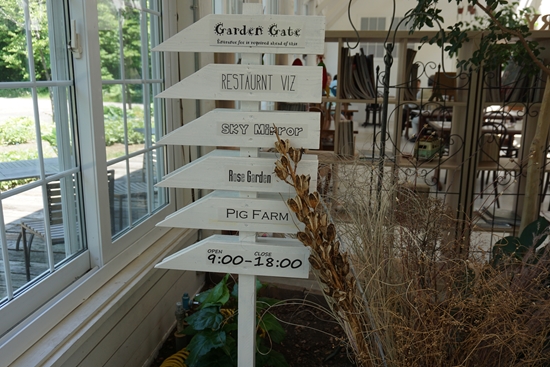 Garden Gate
RESTAURNT VIZ
SKY Mirror
Rose Garden
PIG FARM
OPEN CLOSE
9:00-18:00